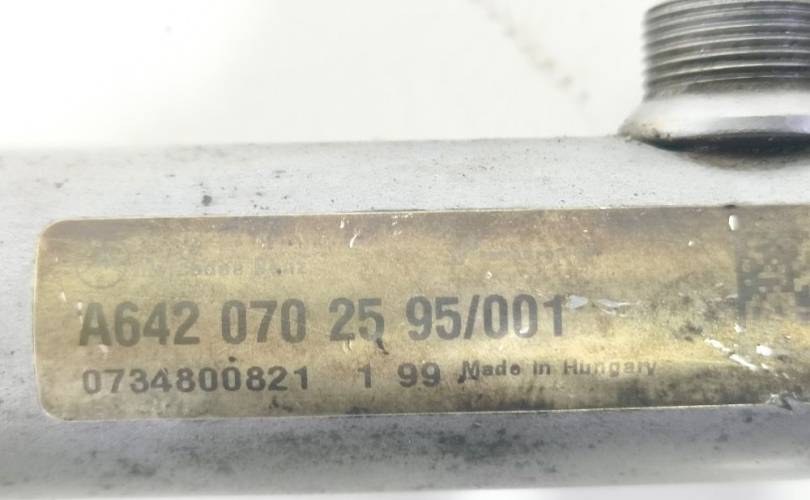 A642 070 25 95/001
0734800821 1 99 Made in Hungary